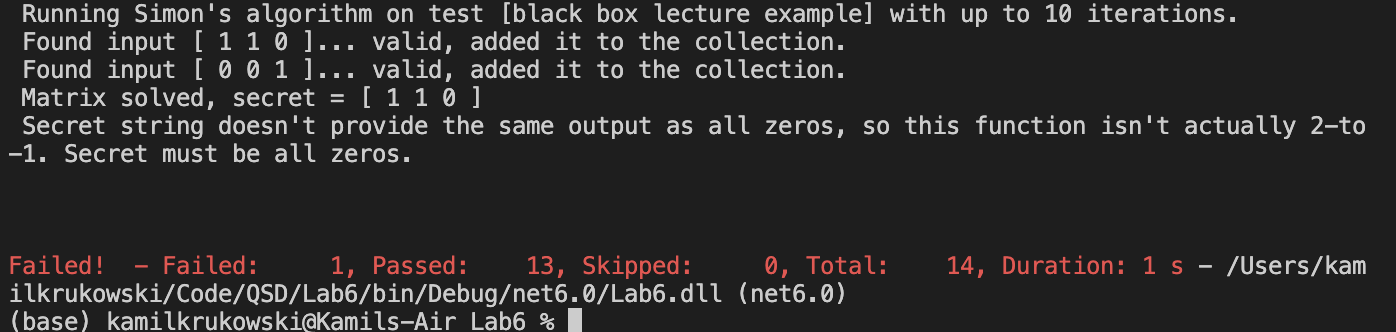 Running Simon's algorithm on test [black box lecture example] with up to 10 iterations.
Found input [ 1 1 0 ]... valid, added it to the collection.
Found input [ 0 0 1 ]... valid, added it to the collection.
Matrix solved, secret = [ 1 1 0 ]
Secret string doesn't provide the same output as all zeros, so this function isn't actually 2-to
-1. Secret must be all zeros.
Failed!  - Failed:     1, Passed:    13, Skipped:     0, Total:    14, Duration: 1 s - /Users/kam
ilkrukowski/Code/QSD/Lab6/bin/Debug/net6.0/Lab6.dll (net6.0)
(base) kamilkrukowski@Kamils-Air Lab6 %